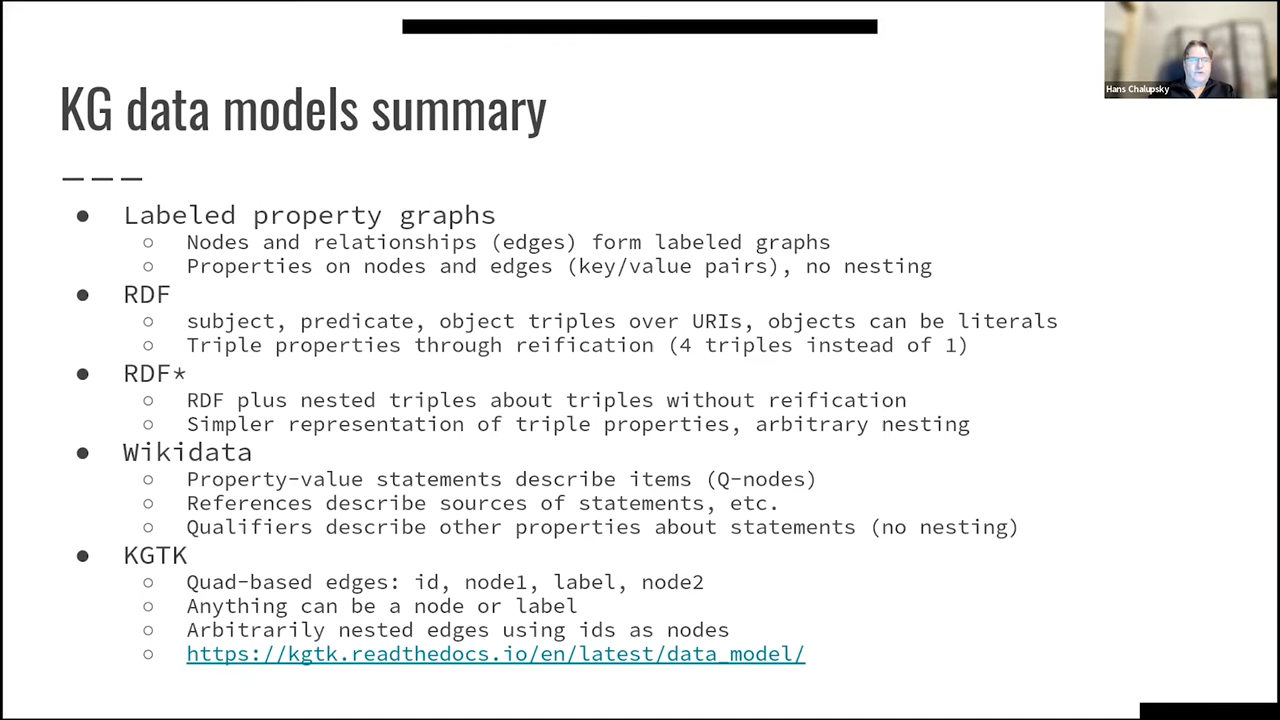 Hans Chalupsky
KG data models summary
● Labeled property graphs
○ Nodes and relationships (edges) form labeled graphs
○ Properties on nodes and edges (key/value pairs), no nesting
● RDF
○ subject, predicate, object triples over URIs, objects can be literals
○ Triple properties through reification (4 triples instead of 1)
● RDF*
○ RDF plus nested triples about triples without reification
○ Simpler representation of triple properties, arbitrary nesting
● Wikidata
○ Property-value statements describe items (Q-nodes)
○ References describe sources of statements, etc.
○ Qualifiers describe other properties about statements (no nesting)
● KGTK
○ Quad-based edges: id, node1, label, node2
○ Anything can be a node or label
○ Arbitrarily nested edges using ids as nodes
○ https://kgtk.readthedocs.io/en/latest/data_model/